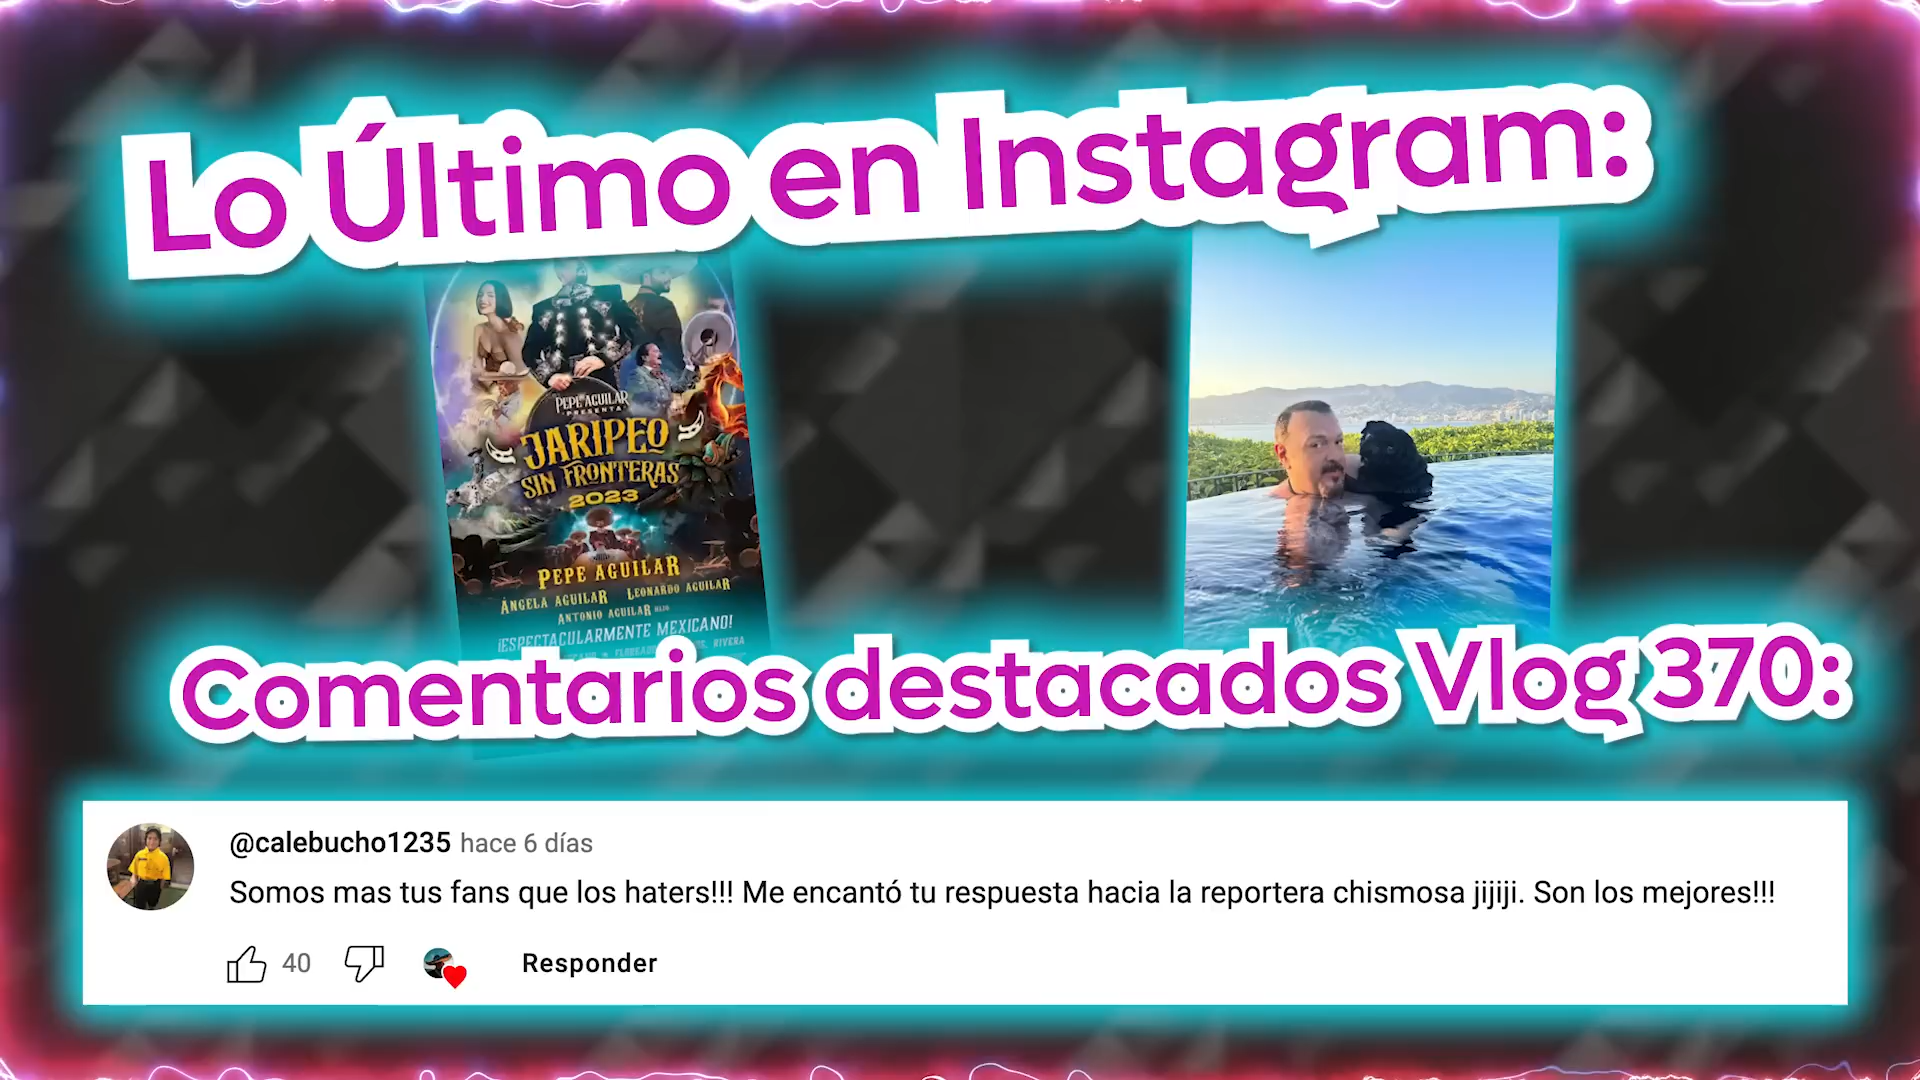 Lo Último en Instagram:
PEPE AGUILAR
PRESENTA
JARIPEO
SIN FRONTERAS
2023
PEPE AGUILAR
ÁNGELA AGUILAR LEONARDO AGUILAR
ANTONIO AGUILAR HIJO
¡ESPECTACULARMENTE MEXICANO!
RIVERA
Comentarios destacados Vlog 370:
@calebucho1235 hace 6 días
Somos mas tus fans que los haters!!! Me encantó tu respuesta hacia la reportera chismosa jijiji. Son los mejores!!!
40 Responder